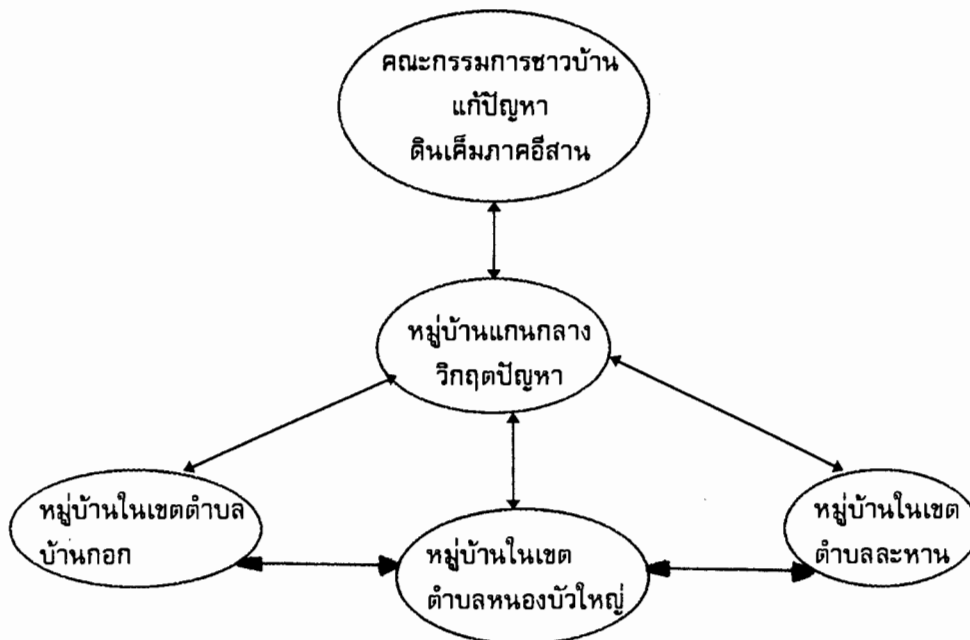 คณะกรรมการชาวบ้าน
แก้ปัญหา
ดินเค็มภาคอีสาน
หมู่บ้านแกนกลาง
วิกฤตปัญหา
หมู่บ้านในเขตตำบล
บ้านกอก
หมู่บ้านในเขต
ตำบลหนองบัวใหญ่
หมู่บ้านในเขต
ตำบลละหาน